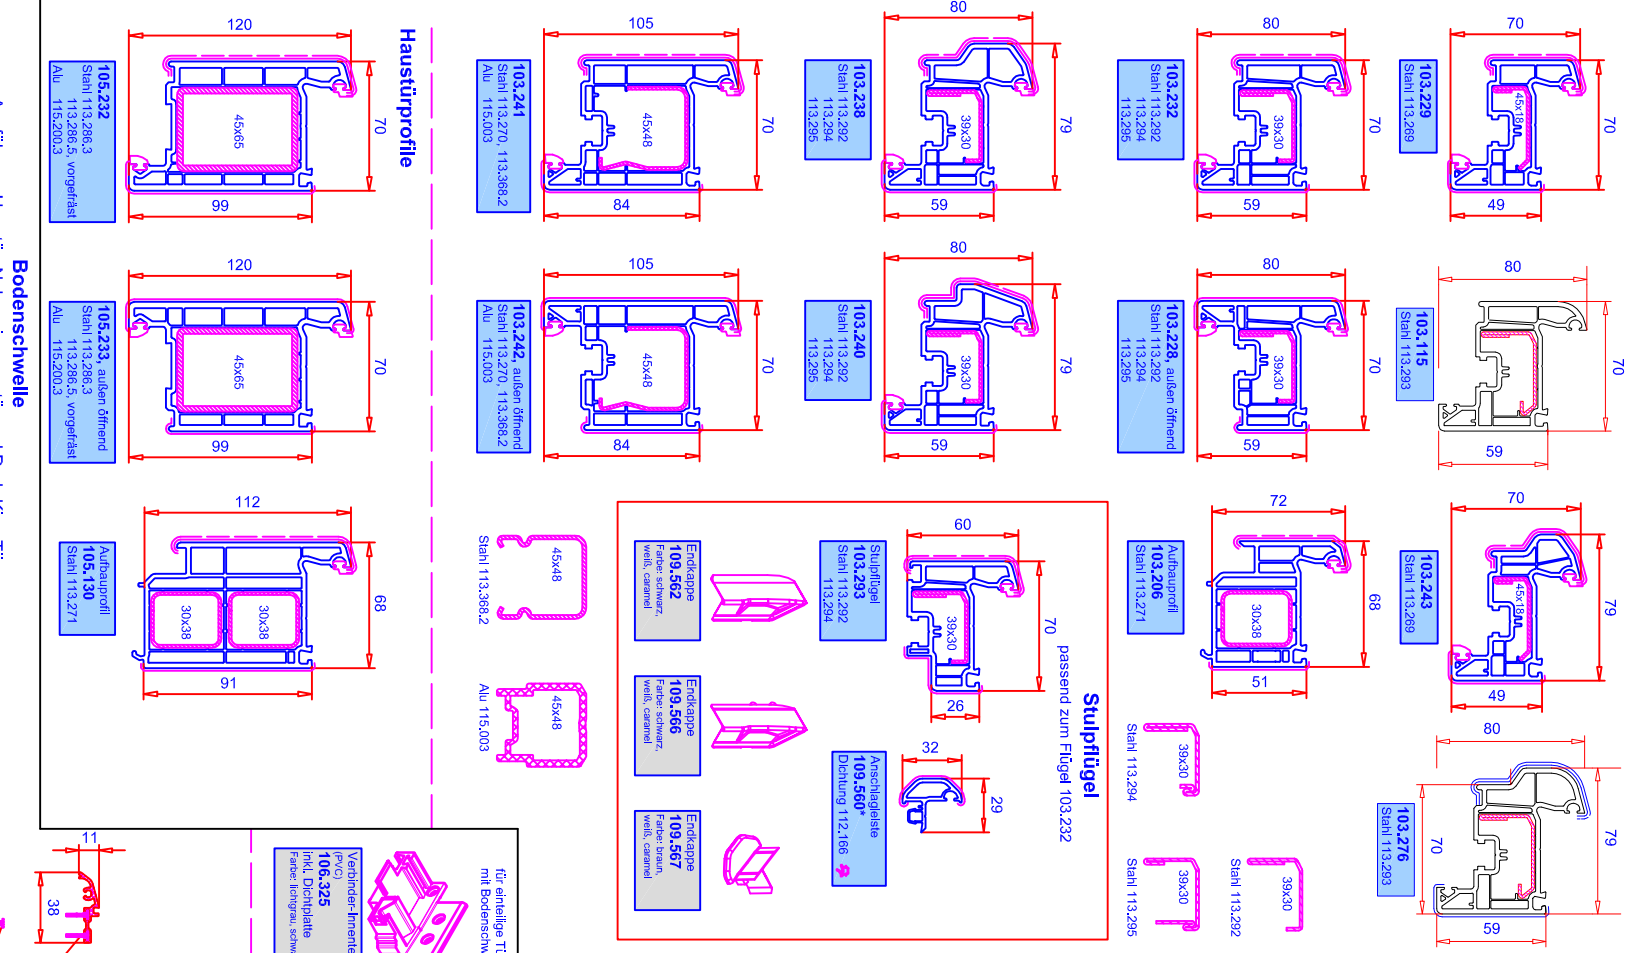 70
70
103.229
Stahl 113.269
45x18
49
80
70
103.115
Stahl 113.293
59
70
79
103.243
Stahl 113.269
45x18
49
80
79
70
103.276
Stahl 113.293
59
80
70
103.232
Stahl 113.292
113.294
113.295
39x30
59
80
70
103.228, außen öffnend
Stahl 113.292
113.294
113.295
39x30
59
72
68
Aufbauprofil
103.206
Stahl 113.271
30x38
51
39x30
Stahl 113.294
39x30
Stahl 113.295
39x30
Stahl 113.292
80
79
103.238
Stahl 113.292
113.294
113.295
39x30
59
80
79
103.240
Stahl 113.292
113.294
113.295
39x30
59
Stulpflügel
passend zum Flügel 103.232
60
70
Stulpflügel
103.293
Stahl 113.292
113.294
39x30
26
32
29
Anschlagleiste
109.560*
Dichtung 112.166
Endkappe
109.562
Farbe: schwarz,
weiß, caramel
Endkappe
109.566
Farbe: schwarz,
weiß, caramel
Endkappe
109.567
Farbe: braun,
weiß, caramel
105
70
103.241
Stahl 113.270, 113.368.2
Alu 115.003
45x48
84
105
70
103.242, außen öffnend
Stahl 113.270, 113.368.2
Alu 115.003
45x48
84
45x48
Stahl 113.368.2
45x48
Alu 115.003
Haustürprofile
120
70
105.232
Stahl 113.286.3
113.286.5, vorgefräst
Alu 115.200.3
45x65
99
120
70
105.233, außen öffnend
Stahl 113.286.3
113.286.5, vorgefräst
Alu 115.200.3
45x65
99
112
68
Aufbauprofil
105.130
Stahl 113.271
30x38
30x38
91
Bodenschwelle
für einteilige
mit
Verbinder-
(PVC)
106.325
inkl. Dichtplatte
Farbe: lichtgrau,
11
38